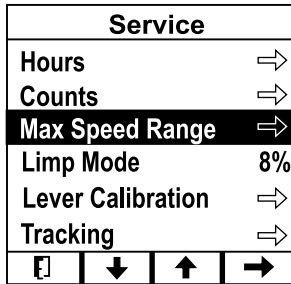 Service
Hours
Counts
Max Speed Range
Limp Mode 8%
Lever Calibration
Tracking